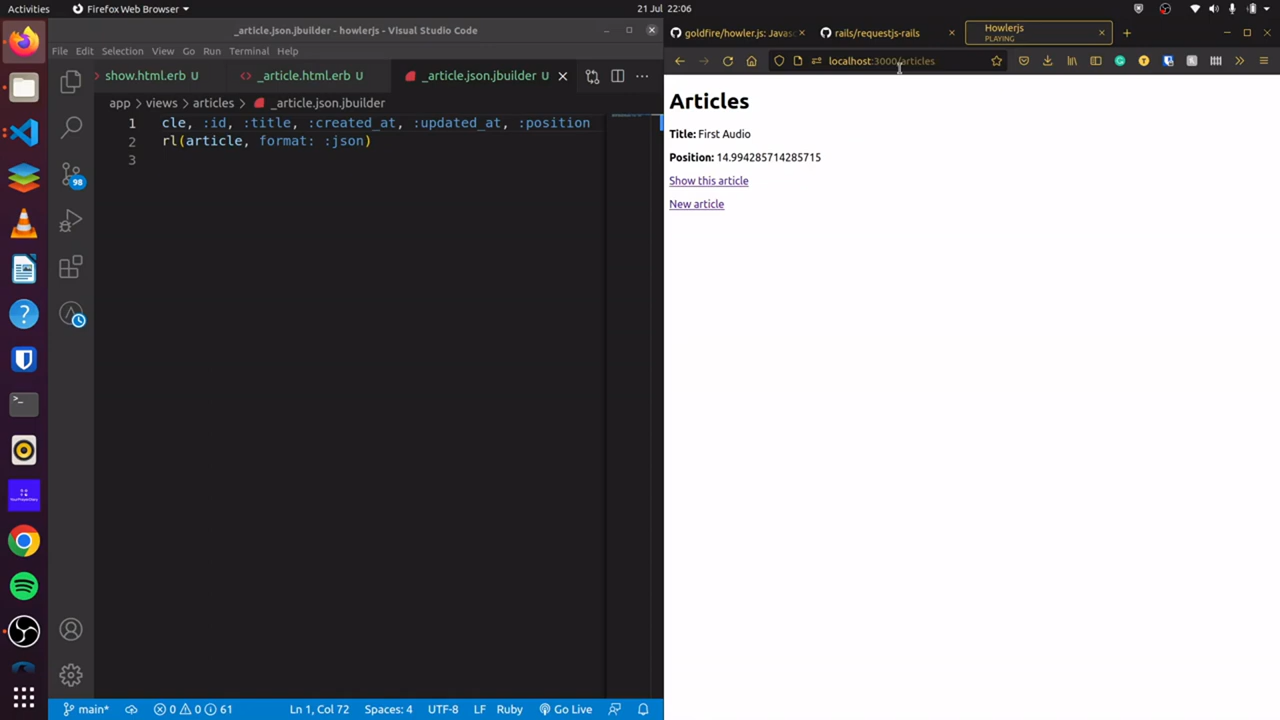 Activities
Firefox Web Browser
21 Jul 22:06
_article.json.jbuilder - howlerjs - Visual Studio Code
File Edit Selection View Go Run Terminal Help
show.html.erb U
_article.html.erb U
_article.json.jbuilder U
app > views > articles > _article.json.jbuilder
1 cle, :id, :title, :created_at, :updated_at, :position
2 rl(article, format: :json)
3
98
main*
0 0 61
Ln 1, Col 72
Spaces: 4
UTF-8
LF
Ruby
Go Live
goldfire/howler.js: Javasc
rails/requestjs-rails
Howlerjs
PLAYING
localhost:3000/articles
Articles
Title: First Audio
Position: 14.994285714285715
Show this article
New article